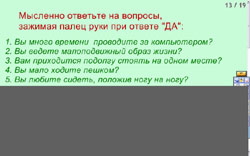 13 / 19
Мысленно ответьте на вопросы,
зажимая палец руки при ответе "ДА":
1. Вы много времени проводите за компьютером?
2. Вы ведете малоподвижный образ жизни?
3. Вам приходится подолгу стоять на одном месте?
4. Вы мало ходите пешком?
5. Вы любите сидеть, положив ногу на ногу?